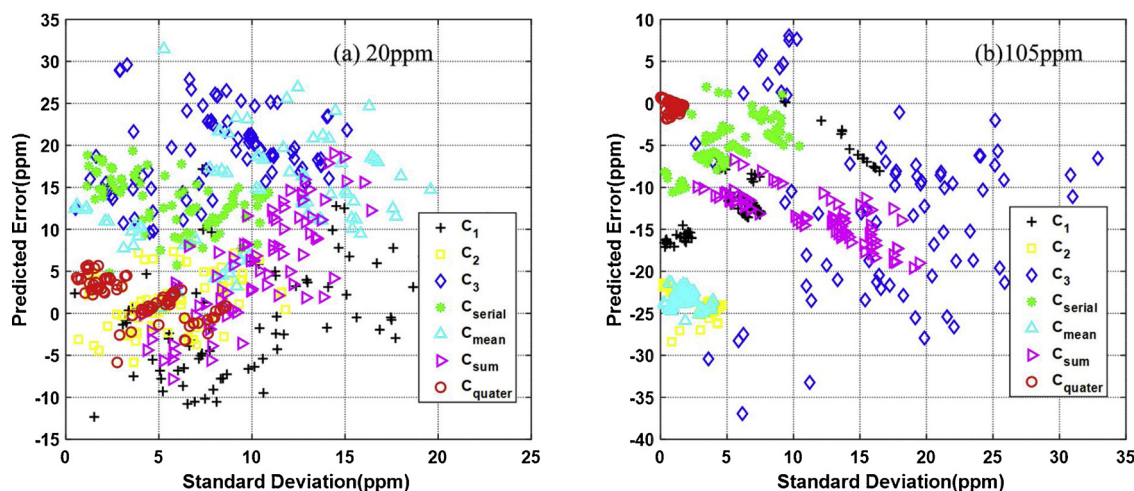 (a) 20ppm
Predicted Error(ppm)
35
30
25
20
15
10
5
0
-5
-10
-15
0
5
10
15
20
25
Standard Deviation(ppm)
C1
C2
C3
Cserial
Cmean
Csum
Cquater
(b)105ppm
Predicted Error(ppm)
15
10
5
0
-5
-10
-15
-20
-25
-30
-35
-40
0
5
10
15
20
25
30
35
Standard Deviation(ppm)
C1
C2
C3
Cserial
Cmean
Csum
Cquater